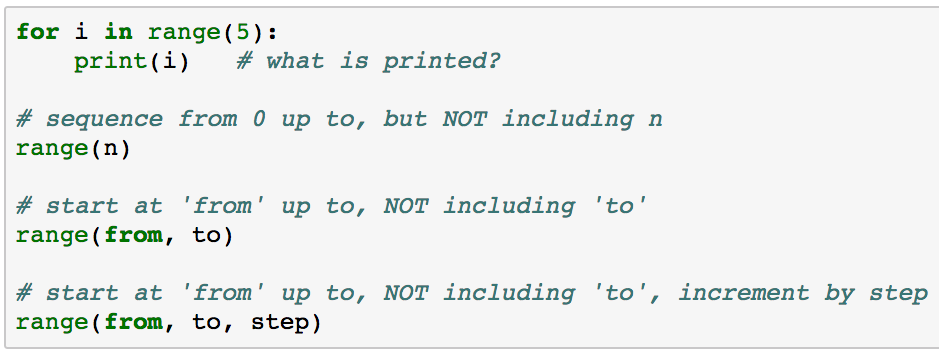 for i in range(5):
    print(i)   # what is printed?
# sequence from 0 up to, but NOT including n
range(n)
# start at 'from' up to, NOT including 'to'
range(from, to)
# start at 'from' up to, NOT including 'to', increment by step
range(from, to, step)